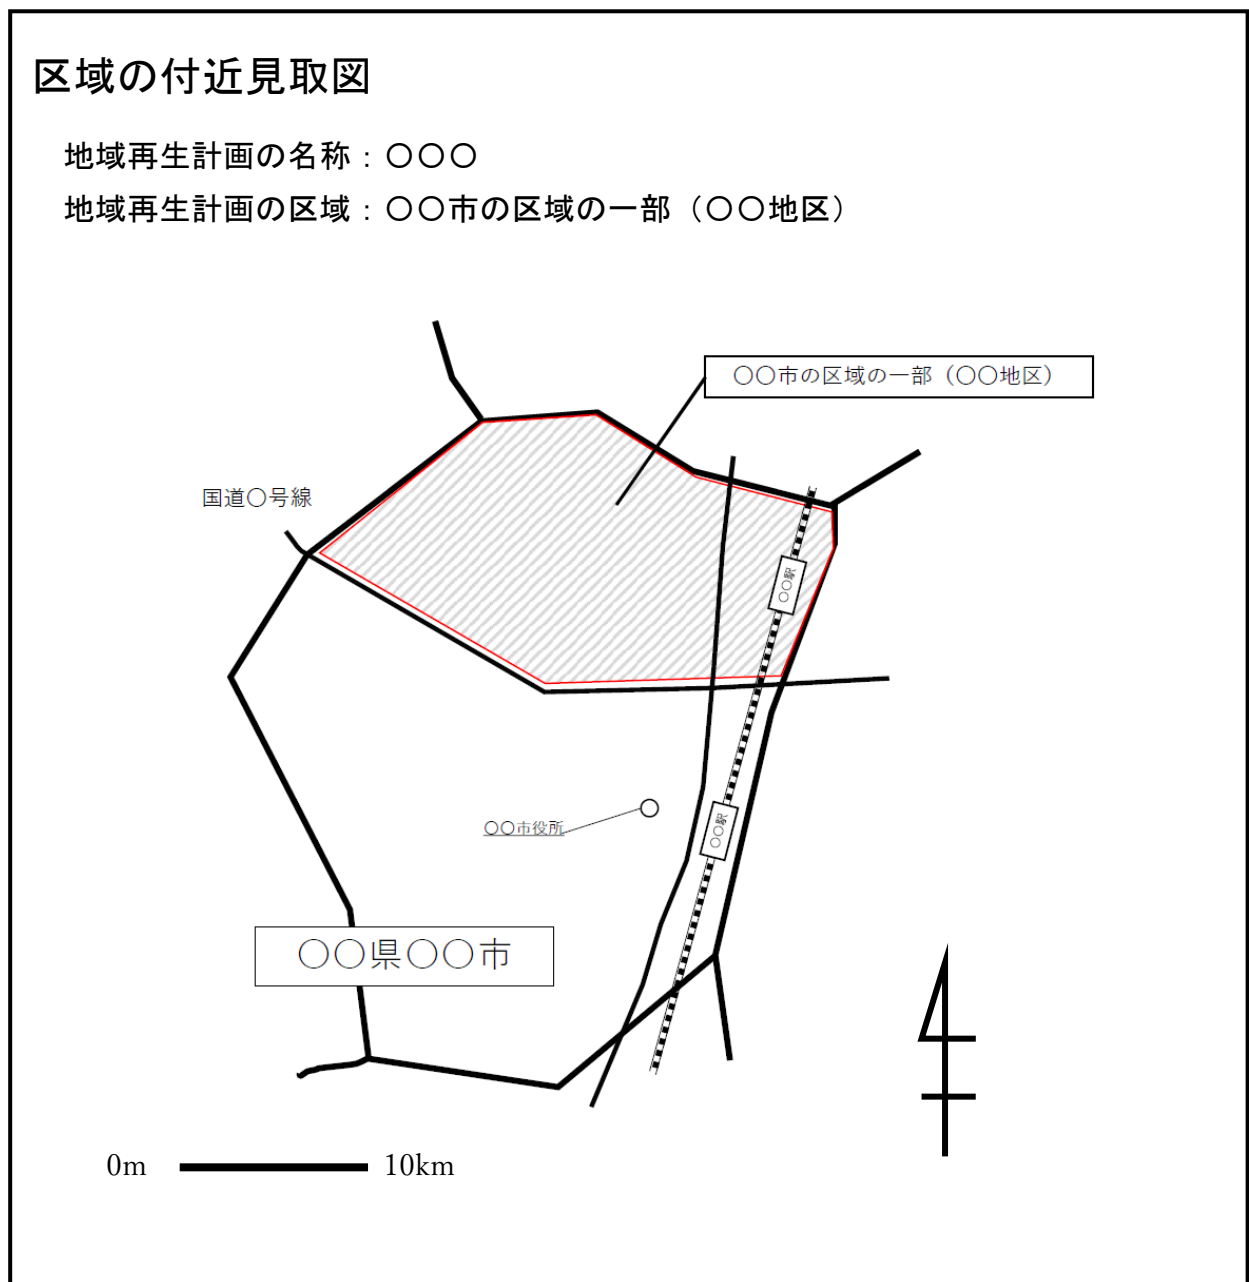 区域の付近見取図
地域再生計画の名称：〇〇〇
地域再生計画の区域：〇〇市の区域の一部（〇〇地区）
〇〇市の区域の一部（〇〇地区）
国道〇号線
〇〇駅
〇〇市役所
〇〇駅
〇〇県〇〇市
0m
10km